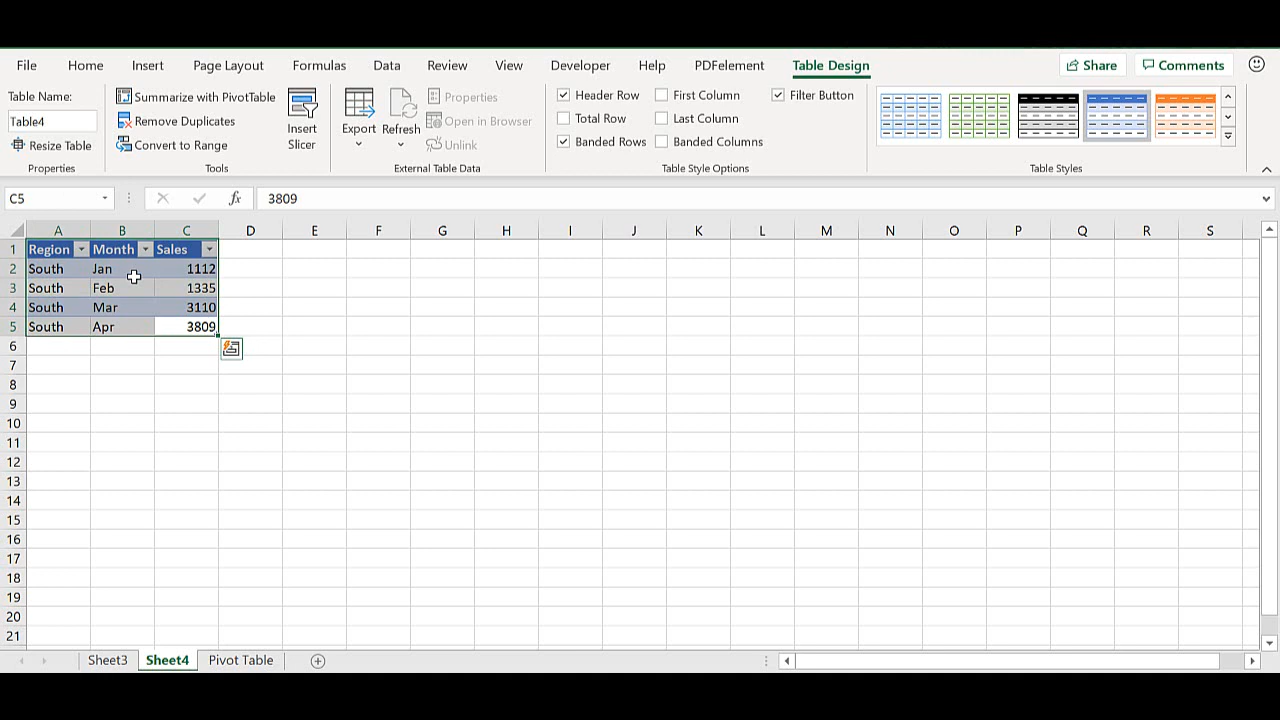 File Home Insert Page Layout Formulas Data Review View Developer Help PDFelement Table Design Share Comments
Table Name:
Table4
Resize Table
Properties
Summarize with PivotTable
Remove Duplicates
Convert to Range
Tools
Insert
Slicer
Export
Refresh
Properties
Open in Browser
Unlink
External Table Data
Header Row First Column Filter Button
Total Row Last Column
Banded Rows Banded Columns
Table Style Options
Table Styles
C5 fx 3809
A B C D E F G H I J K L M N O P Q R S
1 Region Month Sales
2 South Jan 1112
3 South Feb 1335
4 South Mar 3110
5 South Apr 3809
6
7
8
9
10
11
12
13
14
15
16
17
18
19
20
21
Sheet3 Sheet4 Pivot Table